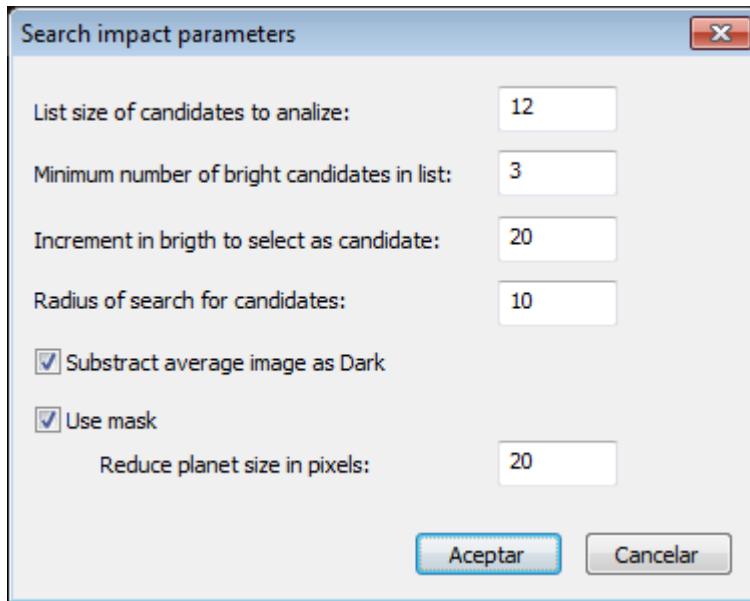 Search impact parameters
List size of candidates to analize: 12
Minimum number of bright candidates in list: 3
Increment in brigth to select as candidate: 20
Radius of search for candidates: 10
Substract average image as Dark
Use mask
Reduce planet size in pixels: 20
Aceptar Cancelar